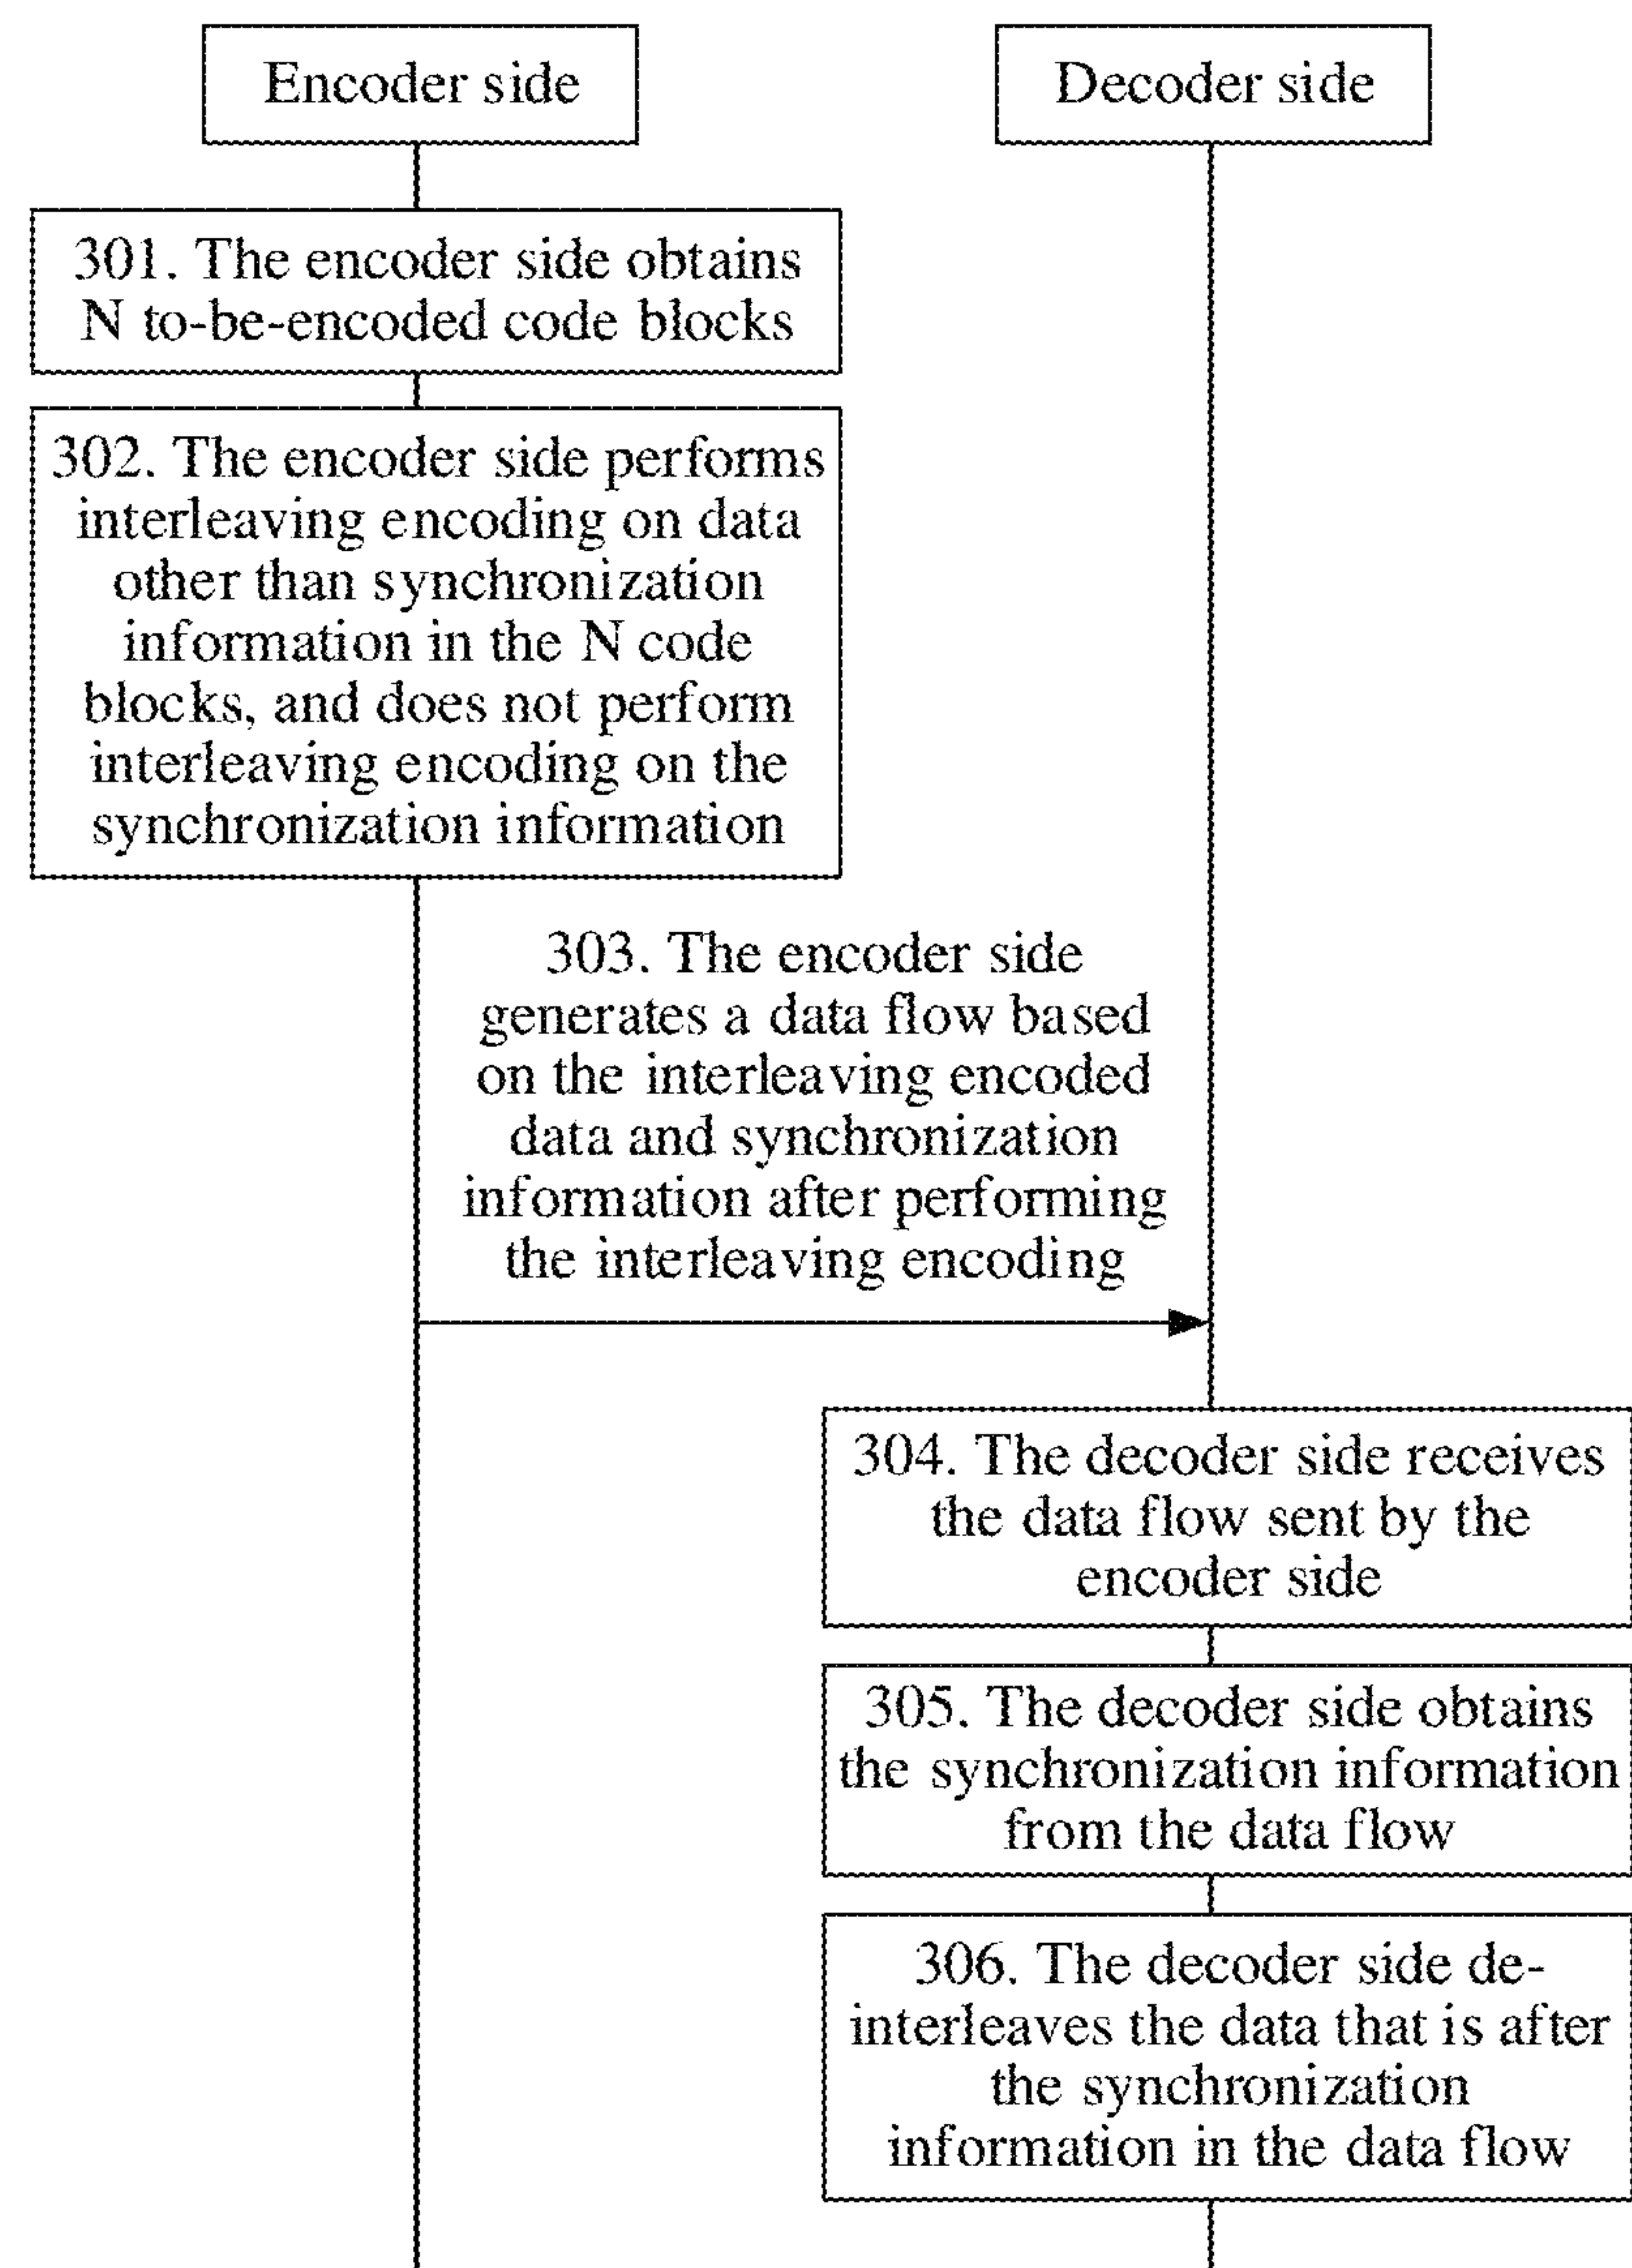 Encoder side
Decoder side
301. The encoder side obtains
N to-be-encoded code blocks
302. The encoder side performs
interleaving encoding on data
other than synchronization
information in the N code
blocks, and does not perform
interleaving encoding on the
synchronization information
303. The encoder side
generates a data flow based
on the interleaving encoded
data and synchronization
information after performing
the interleaving encoding
304. The decoder side receives
the data flow sent by the
encoder side
305. The decoder side obtains
the synchronization information
from the data flow
306. The decoder side de-
interleaves the data that is after
the synchronization
information in the data flow